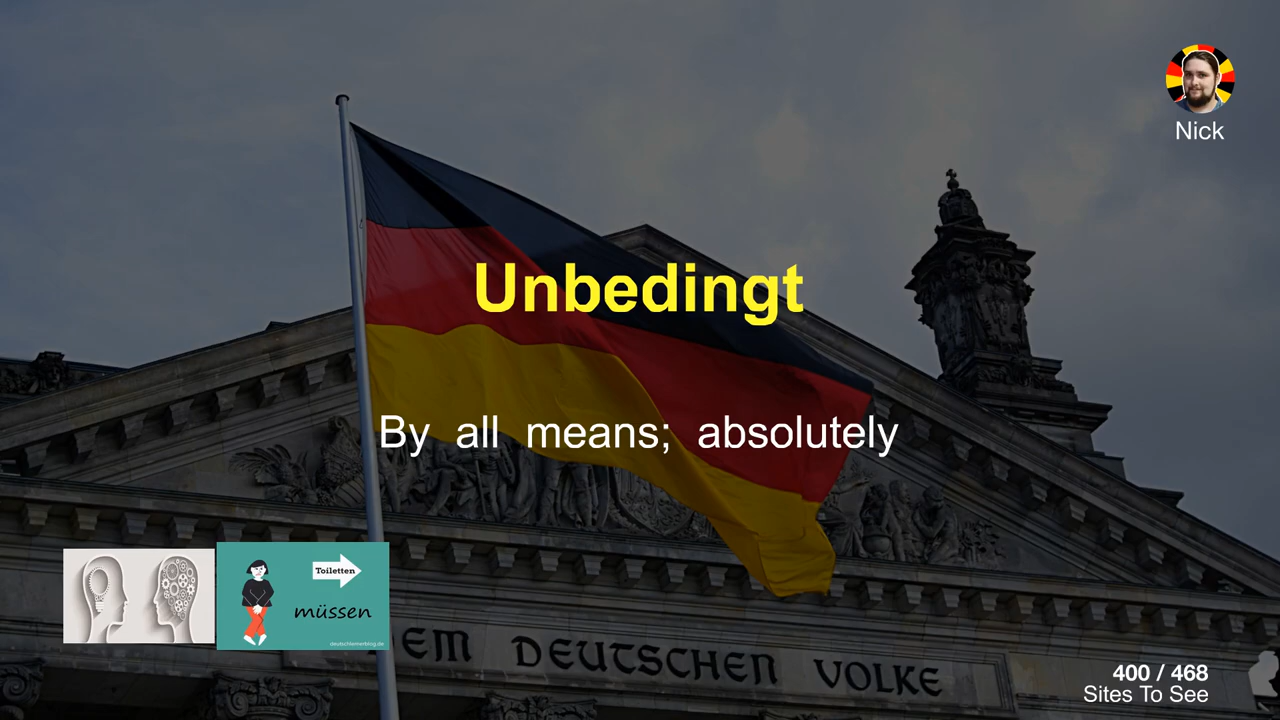 Nick
Unbedingt
By all means; absolutely
Toiletten
müssen
deutschlernerblog.de
DEM DEUTSCHEN VOLKE
400 / 468
Sites To See